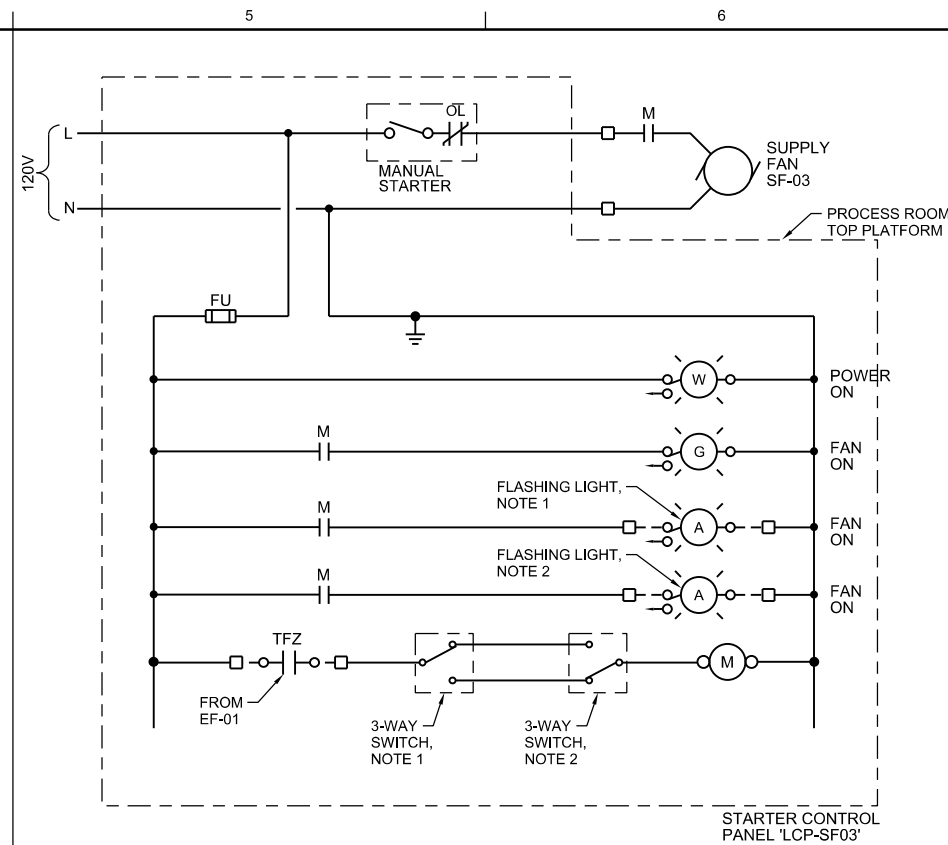 5
6
120V
L
N
OL
MANUAL
STARTER
M
SUPPLY
FAN
SF-03
PROCESS ROOM
TOP PLATFORM
FU
W
POWER
ON
M
G
FAN
ON
FLASHING LIGHT,
NOTE 1
M
A
FAN
ON
FLASHING LIGHT,
NOTE 2
M
A
FAN
ON
TFZ
M
FROM
EF-01
3-WAY
SWITCH,
NOTE 1
3-WAY
SWITCH,
NOTE 2
STARTER CONTROL
PANEL 'LCP-SF03'